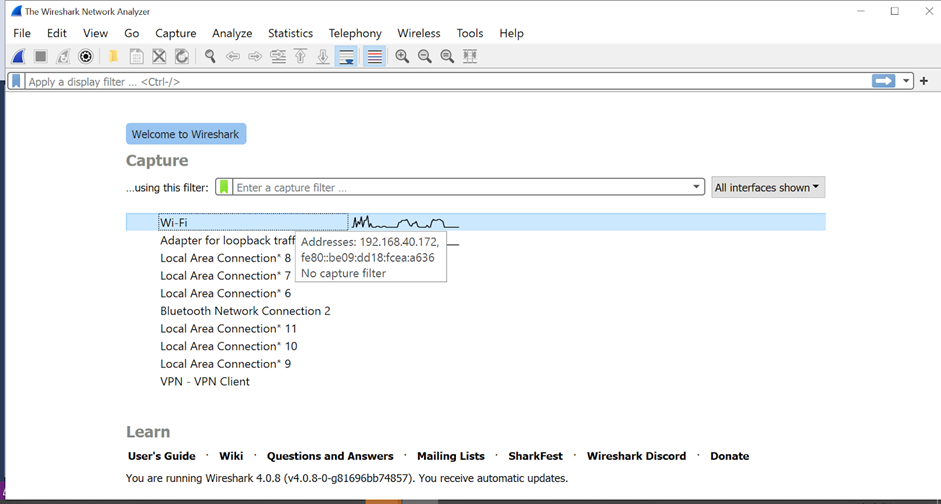 The Wireshark Network Analyzer
File Edit View Go Capture Analyze Statistics Telephony Wireless Tools Help
Apply a display filter ... <Ctrl-/>
Welcome to Wireshark
Capture
...using this filter: Enter a capture filter ... All interfaces shown
Wi-Fi
Adapter for loopback traff
Addresses: 192.168.40.172,
fe80::be09:dd18:fcea:a636
No capture filter
Local Area Connection* 8
Local Area Connection* 7
Local Area Connection* 6
Bluetooth Network Connection 2
Local Area Connection* 11
Local Area Connection* 10
Local Area Connection* 9
VPN - VPN Client
Learn
User's Guide · Wiki · Questions and Answers · Mailing Lists · SharkFest · Wireshark Discord · Donate
You are running Wireshark 4.0.8 (v4.0.8-0-g81696bb74857). You receive automatic updates.